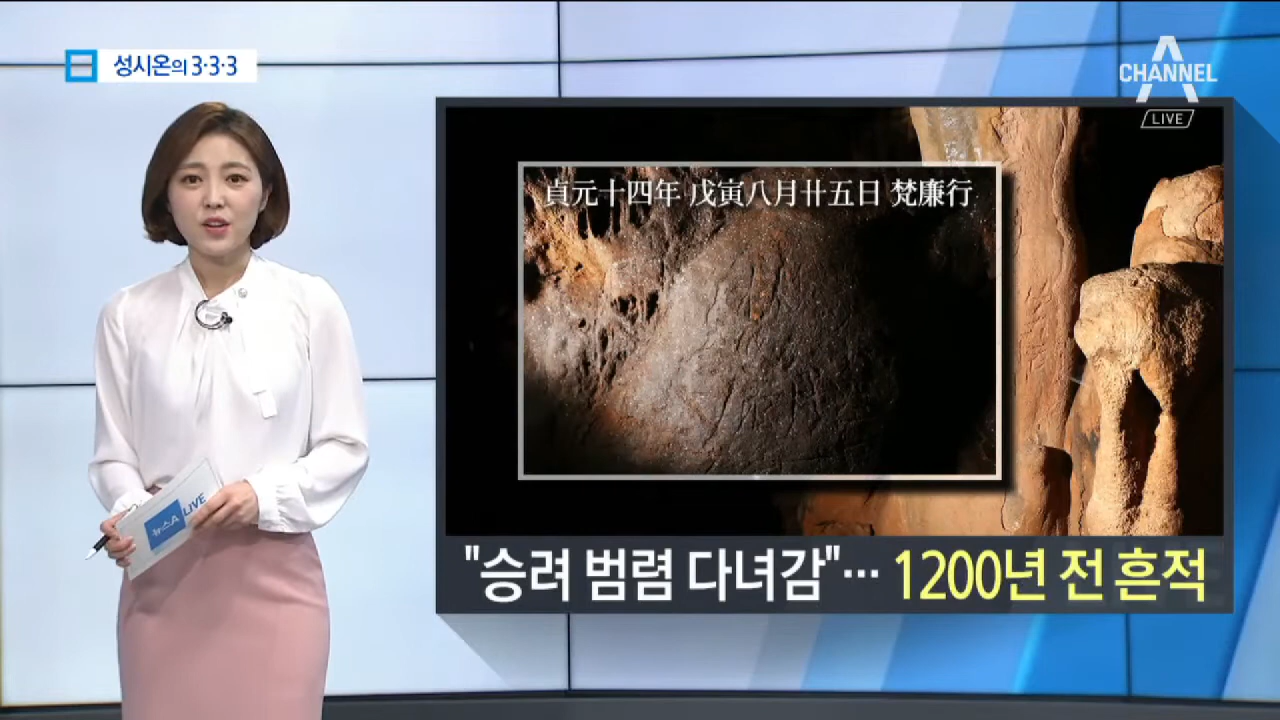 성시온의 3·3·3
CHANNEL A
LIVE
貞元十四年 戊寅八月卄五日 梵廉行
뉴스A LIVE
"승려 범렴 다녀감"… 1200년 전 흔적